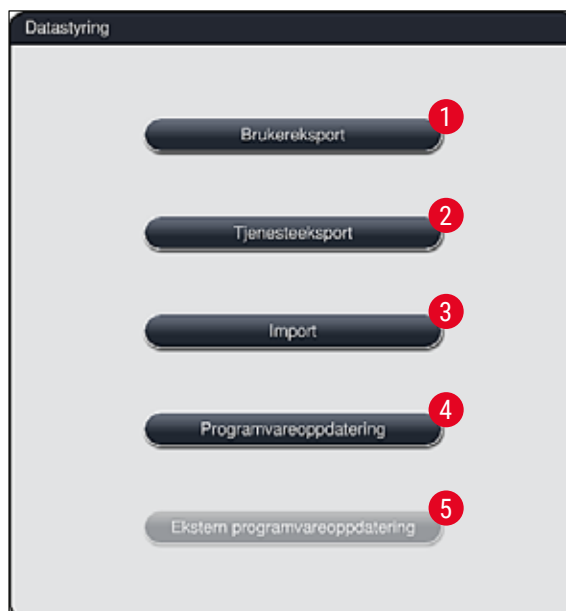 Datastyring
1
Brukereksport
2
Tjenesteeksport
3
Import
4
Programvareoppdatering
5
Ekstern programvareoppdatering